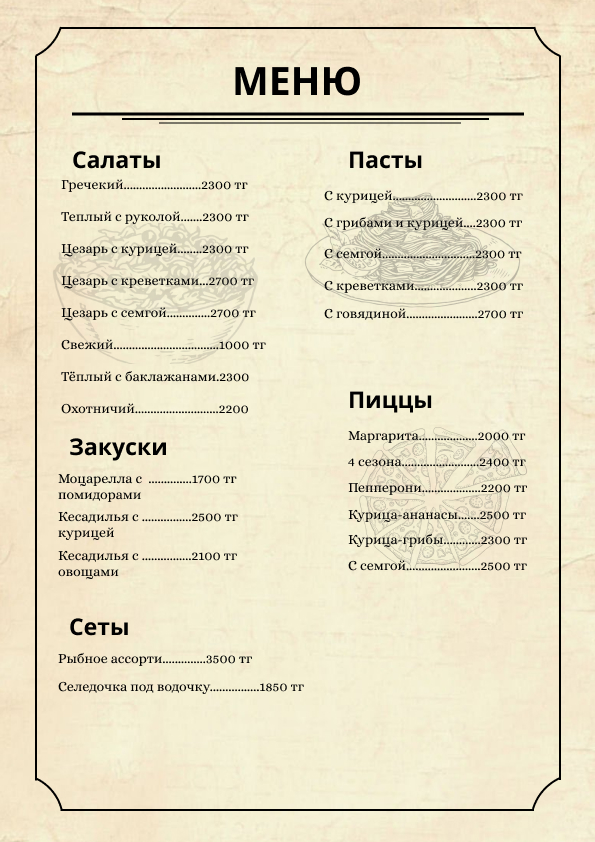 МЕНЮ
Салаты
Гречекий..........................2300 тг
Теплый с руколой.......2300 тг
Цезарь с курицей........2300 тг
Цезарь с креветками...2700 тг
Цезарь с семгой..............2700 тг
Свежий...................................1000 тг
Тёплый с баклажанами.2300
Охотничий............................2200
Закуски
Моцарелла с ..............1700 тг
помидорами
Кесадилья с ................2500 тг
курицей
Кесадилья с ................2100 тг
овощами
Сеты
Рыбное ассорти..............3500 тг
Селедочка под водочку................1850 тг
Пасты
С курицей............................2300 тг
С грибами и курицей....2300 тг
С семгой...............................2300 тг
С креветками.....................2300 тг
С говядиной........................2700 тг
Пиццы
Маргарита...................2000 тг
4 сезона.........................2400 тг
Пепперони...................2200 тг
Курица-ананасы.......2500 тг
Курица-грибы............2300 тг
С семгой........................2500 тг